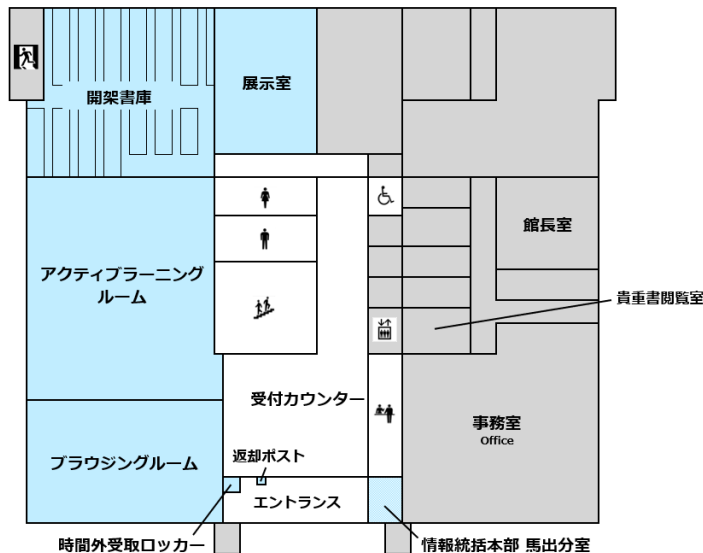 開架書庫
展示室
館長室
アクティブラーニング
ルーム
貴重書閲覧室
受付カウンター
事務室
Office
返却ポスト
ブラウジングルーム
エントランス
時間外受取ロッカー
情報統括本部 馬出分室